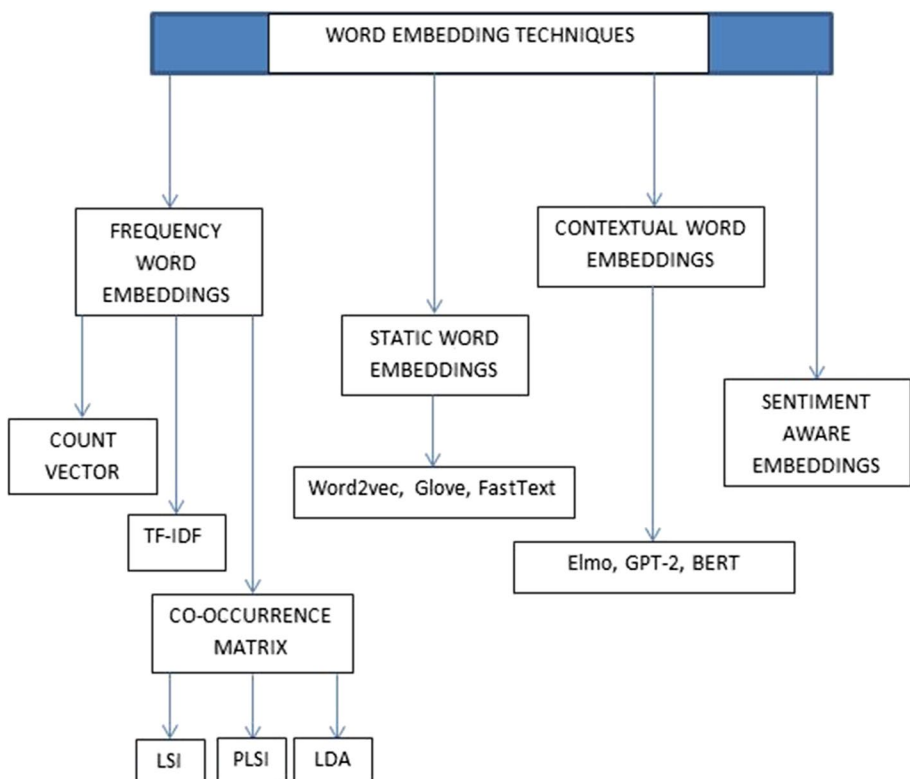 WORD EMBEDDING TECHNIQUES
FREQUENCY
WORD
EMBEDDINGS
CONTEXTUAL WORD
EMBEDDINGS
STATIC WORD
EMBEDDINGS
SENTIMENT
AWARE
EMBEDDINGS
COUNT
VECTOR
Word2vec, Glove, FastText
TF-IDF
Elmo, GPT-2, BERT
CO-OCCURRENCE
MATRIX
LSI
PLSI
LDA